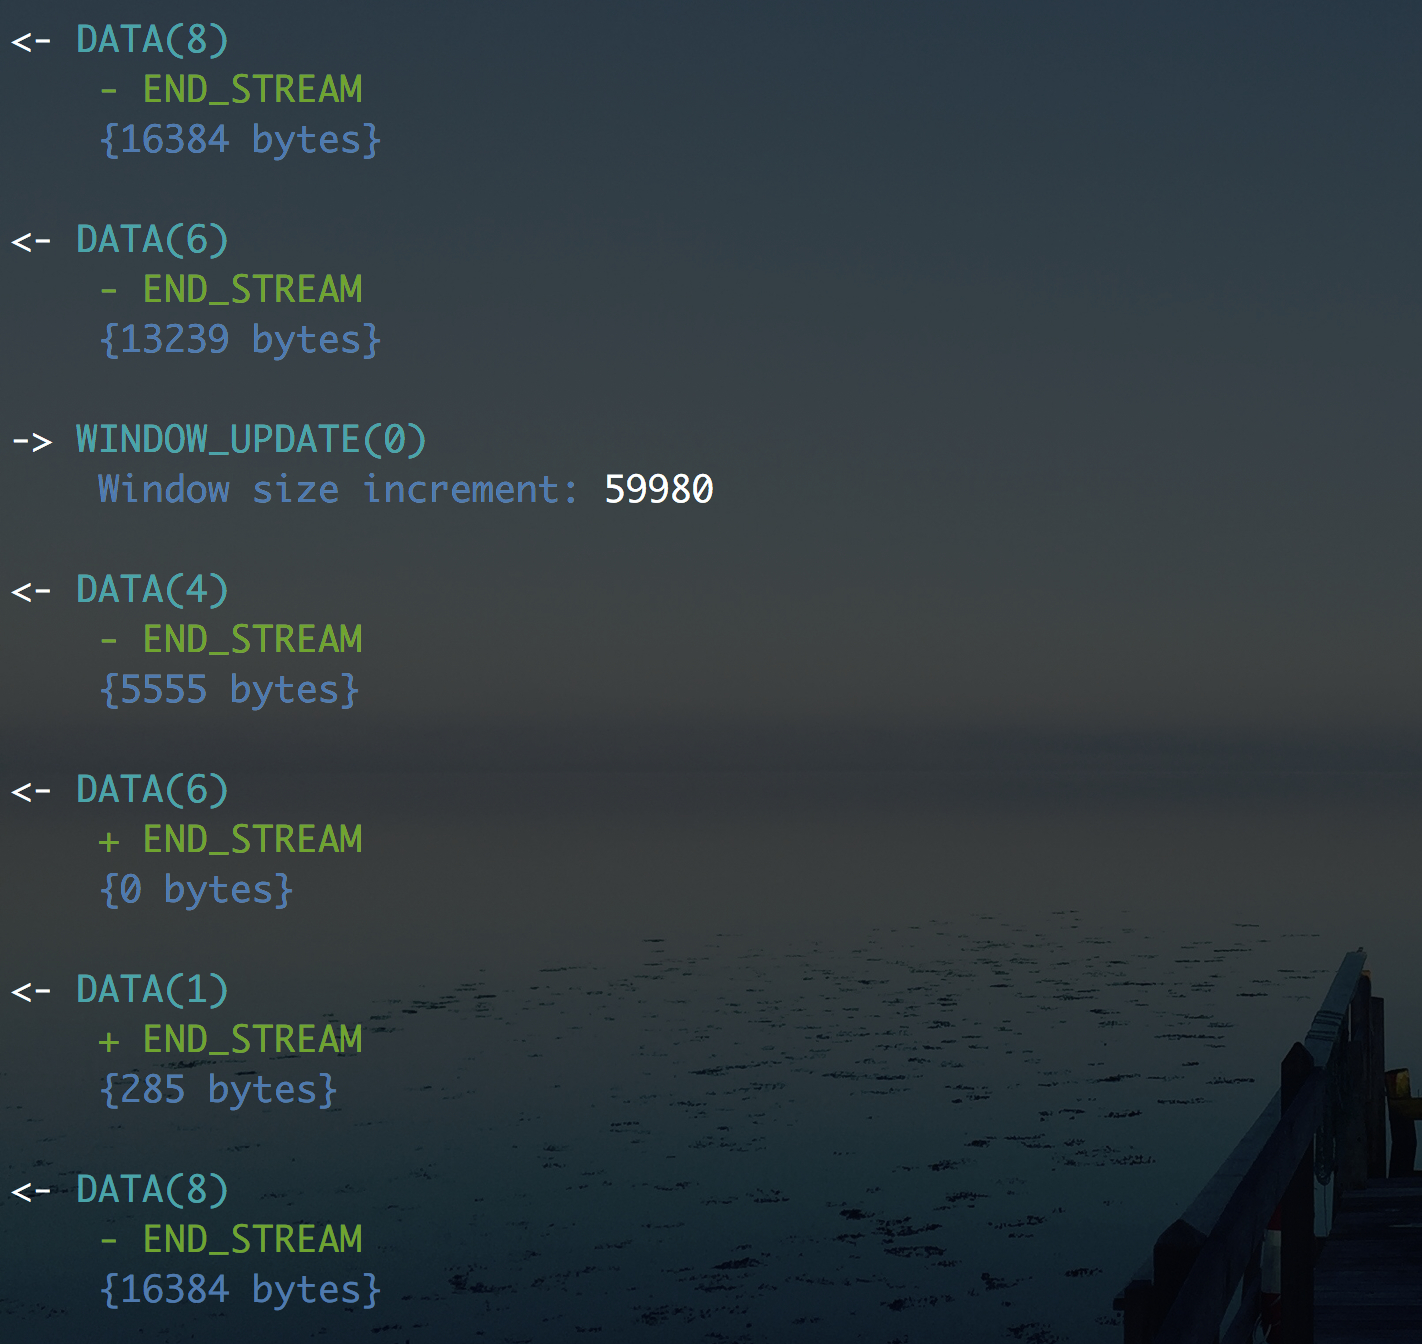 <- DATA(8)
- END_STREAM
{16384 bytes}
<- DATA(6)
- END_STREAM
{13239 bytes}
-> WINDOW_UPDATE(0)
Window size increment: 59980
<- DATA(4)
- END_STREAM
{5555 bytes}
<- DATA(6)
+ END_STREAM
{0 bytes}
<- DATA(1)
+ END_STREAM
{285 bytes}
<- DATA(8)
- END_STREAM
{16384 bytes}